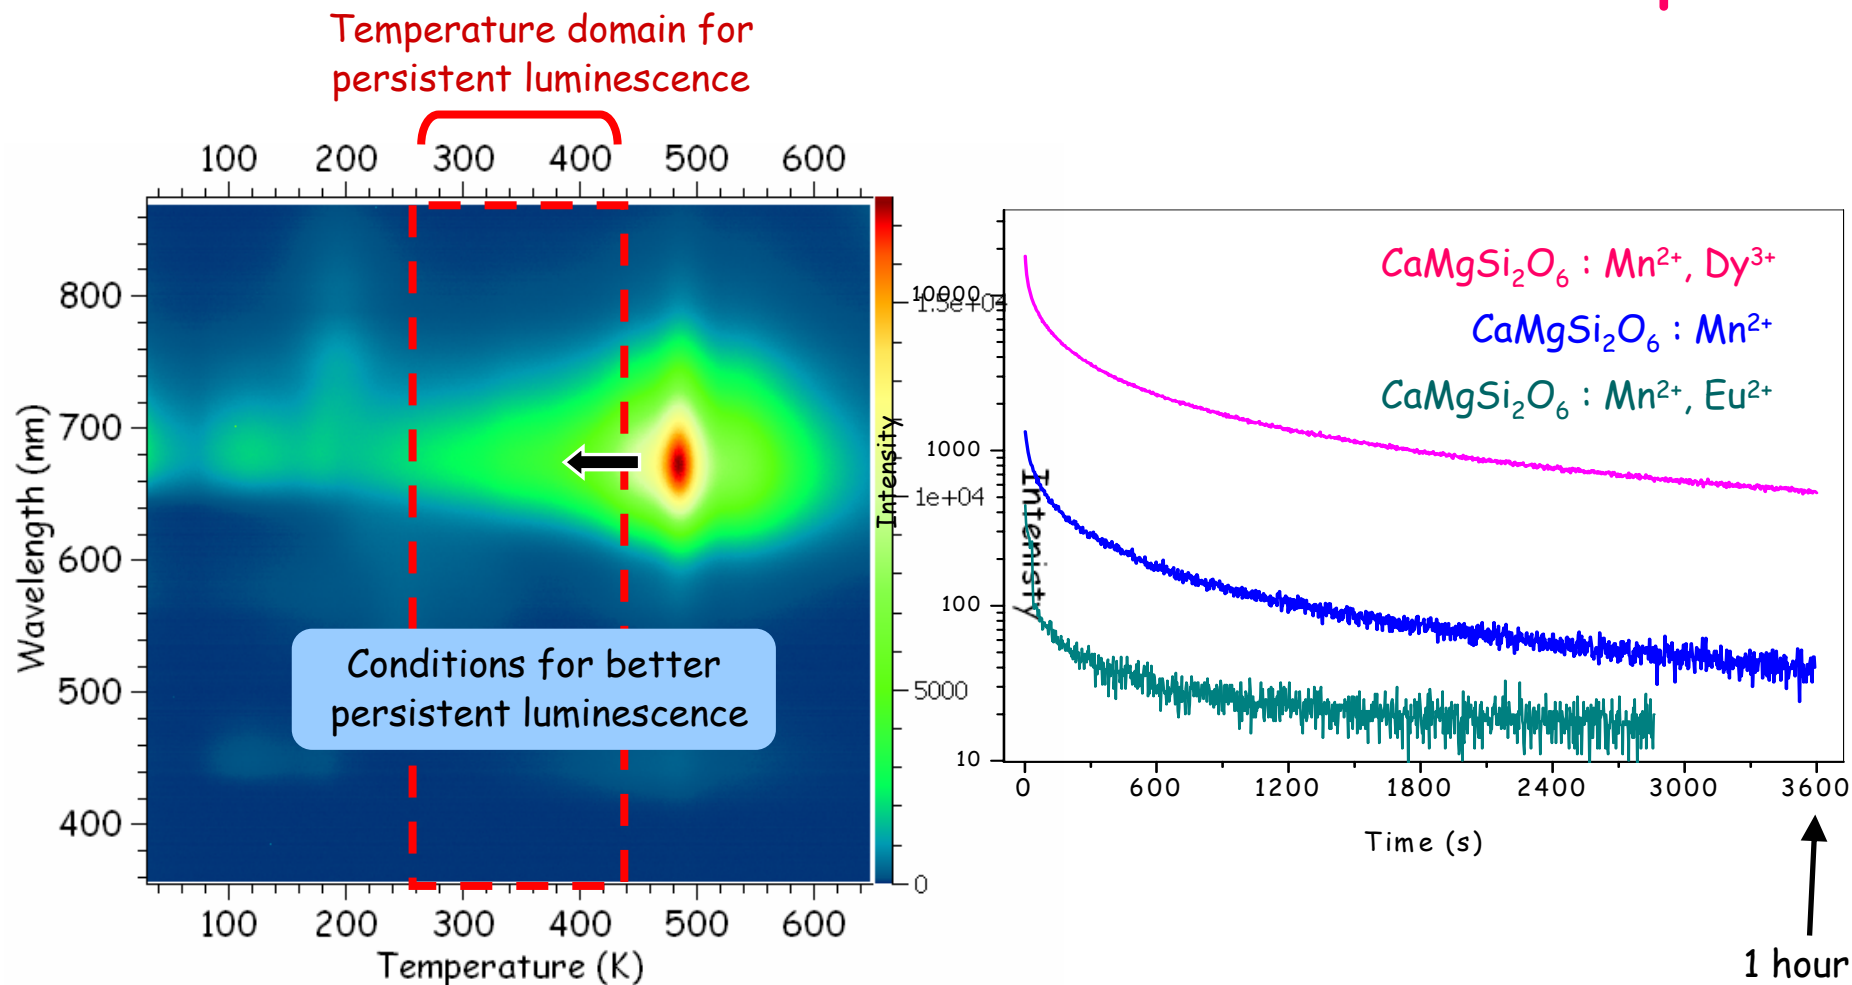 Temperature domain for
persistent luminescence
100 200 300 400 500 600
Wavelength (nm)
800
700
600
500
400
Conditions for better
persistent luminescence
100 200 300 400 500 600
Temperature (K)
Intensity
1.5e+04
1e+04
5000
0
CaMgSi₂O₆ : Mn²⁺, Dy³⁺
CaMgSi₂O₆ : Mn²⁺
CaMgSi₂O₆ : Mn²⁺, Eu²⁺
10000
1000
100
10
Intenisty
0 600 1200 1800 2400 3000 3600
Time (s)
1 hour